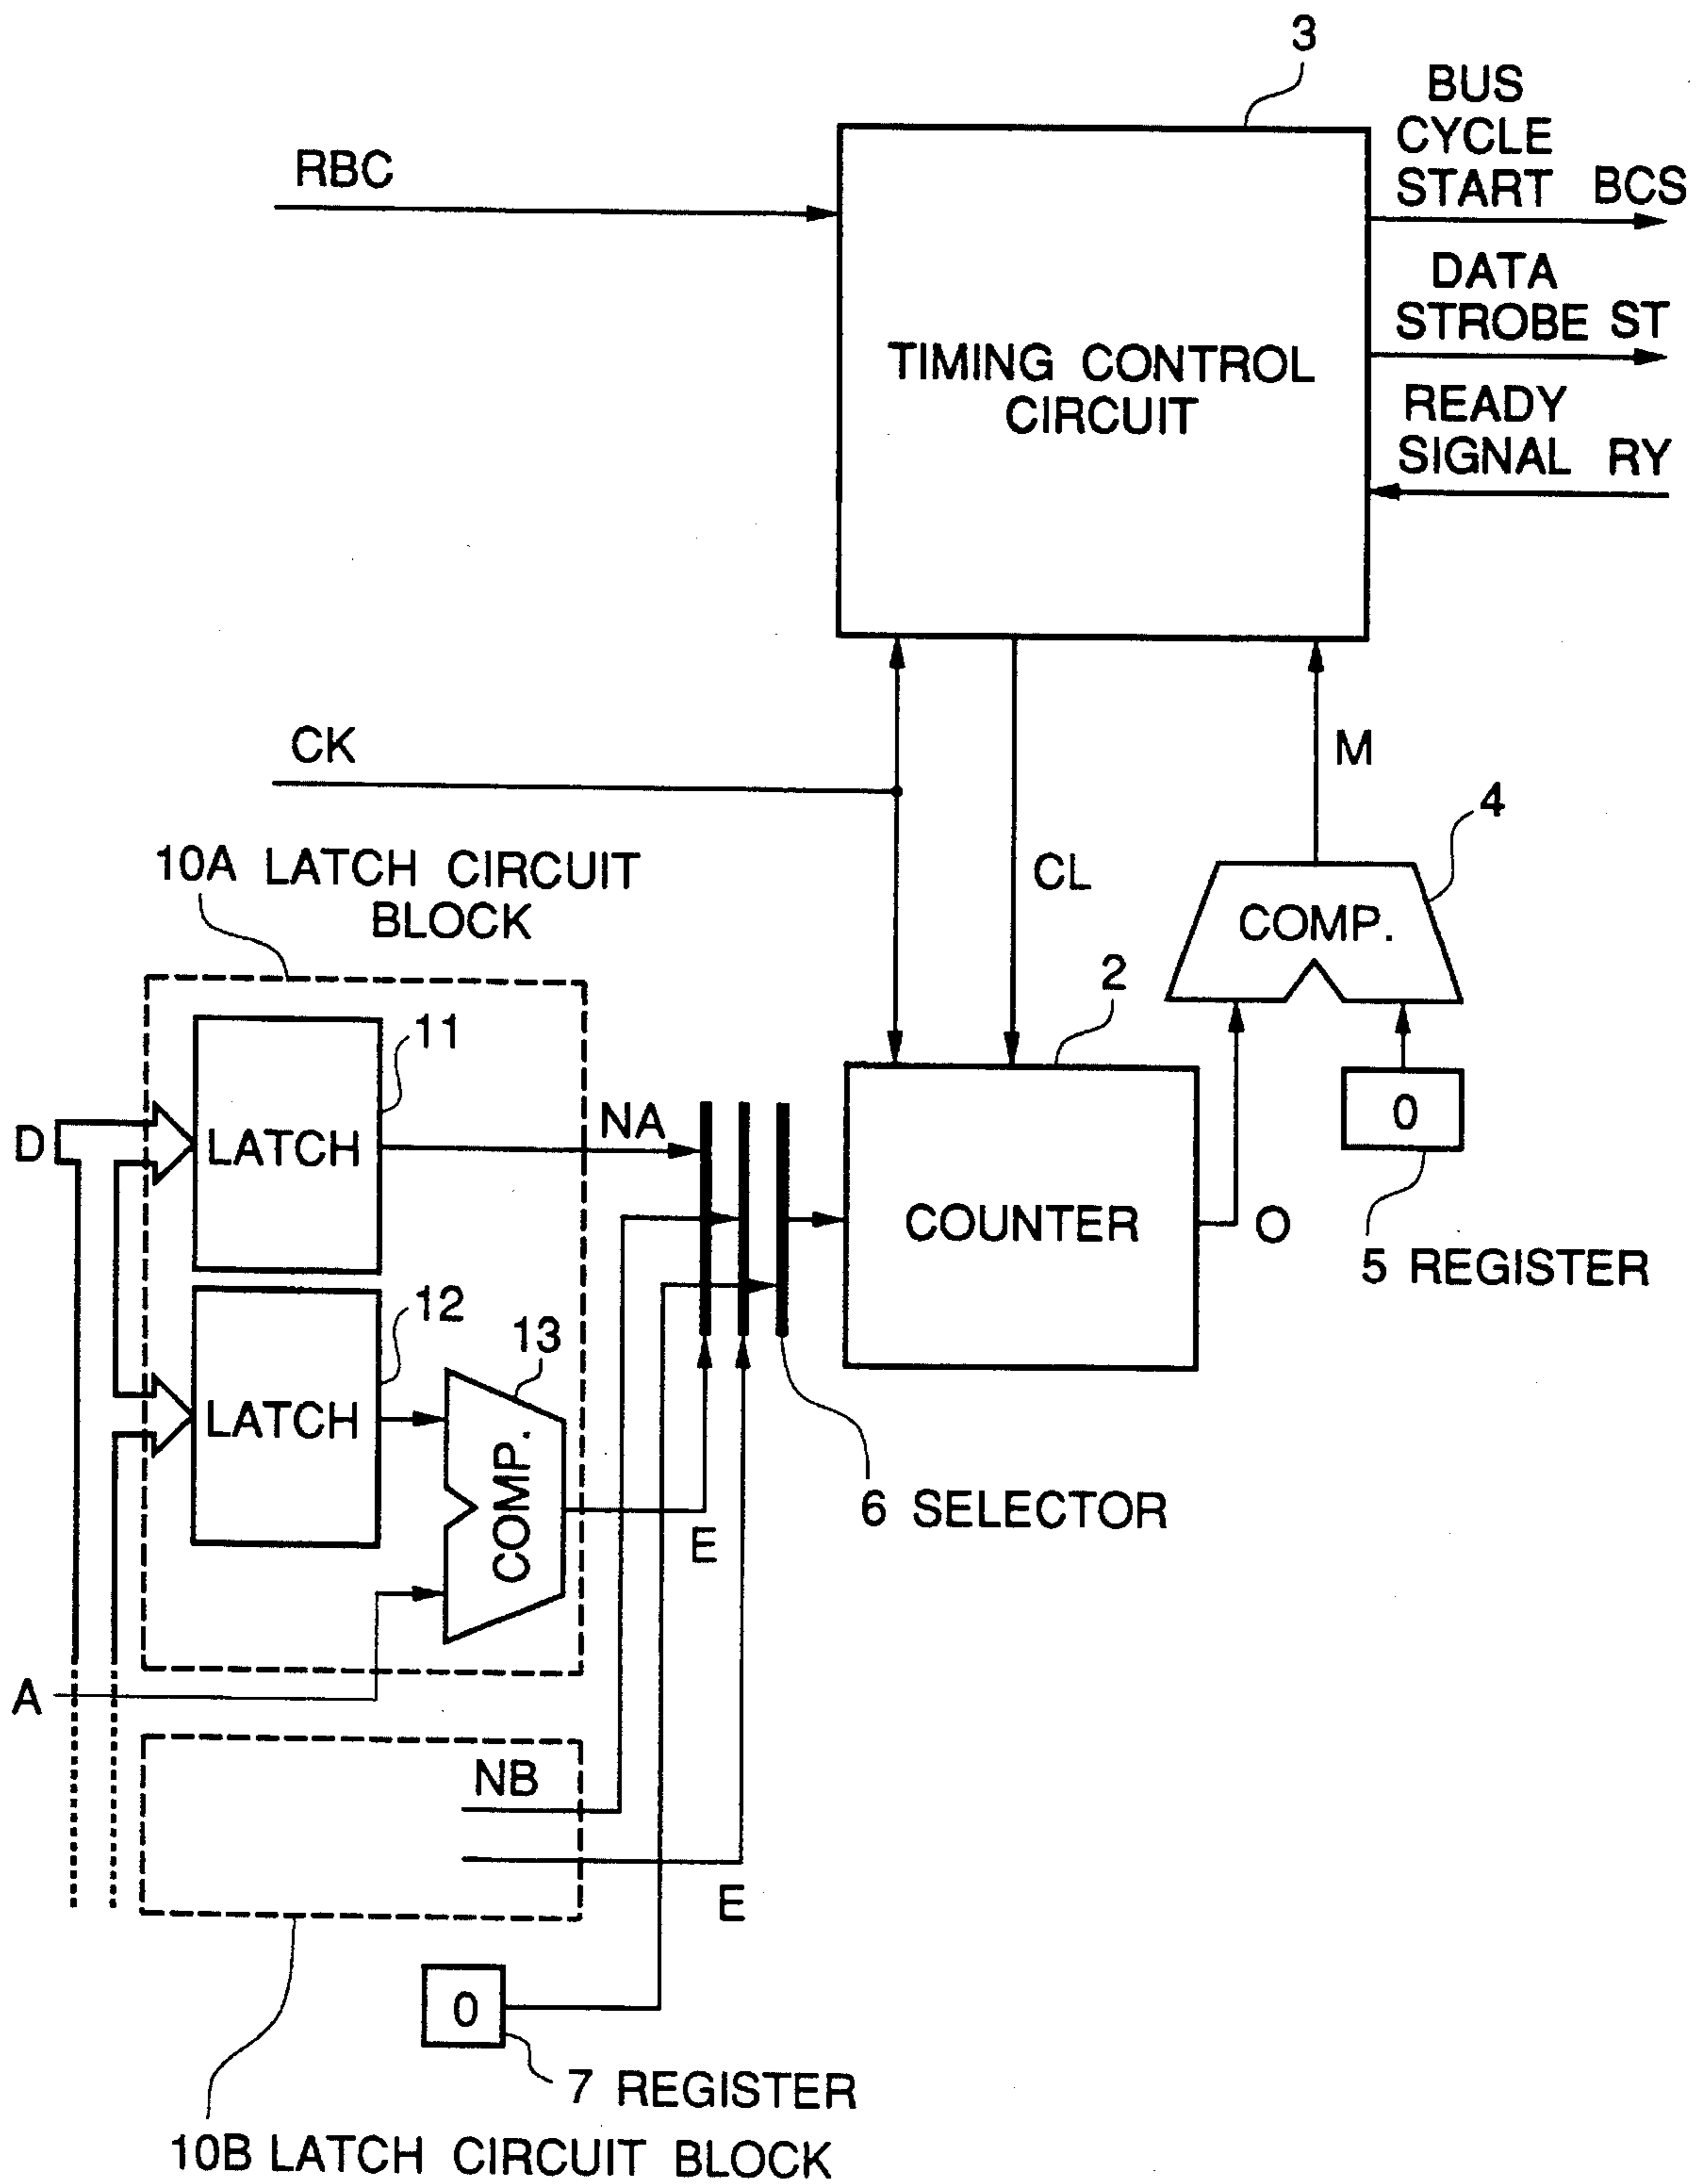 3
BUS
CYCLE
START BCS
RBC
DATA
STROBE ST
TIMING CONTROL
CIRCUIT
READY
SIGNAL RY
CK
M
4
10A LATCH CIRCUIT
BLOCK
CL
COMP.
2
11
D
LATCH
NA
0
COUNTER
O
5 REGISTER
12
13
LATCH
COMP.
6 SELECTOR
E
A
NB
E
0
7 REGISTER
10B LATCH CIRCUIT BLOCK